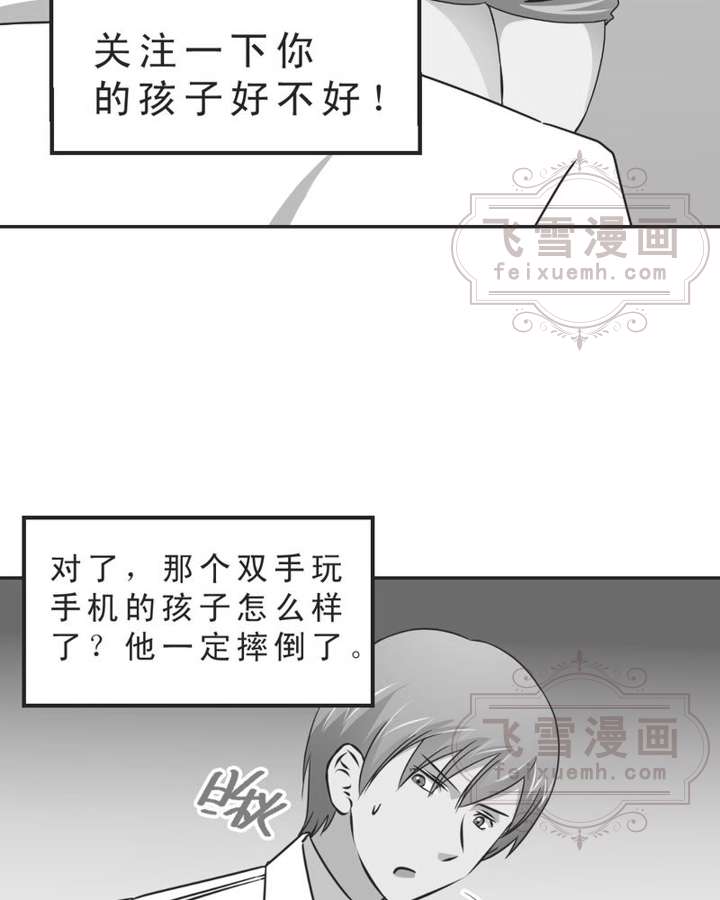 关注一下你
的孩子好不好！
飞雪漫画
feixuemh.com
对了，那个双手玩
手机的孩子怎么样
了？他一定摔倒了。
飞雪漫画
feixuemh.com